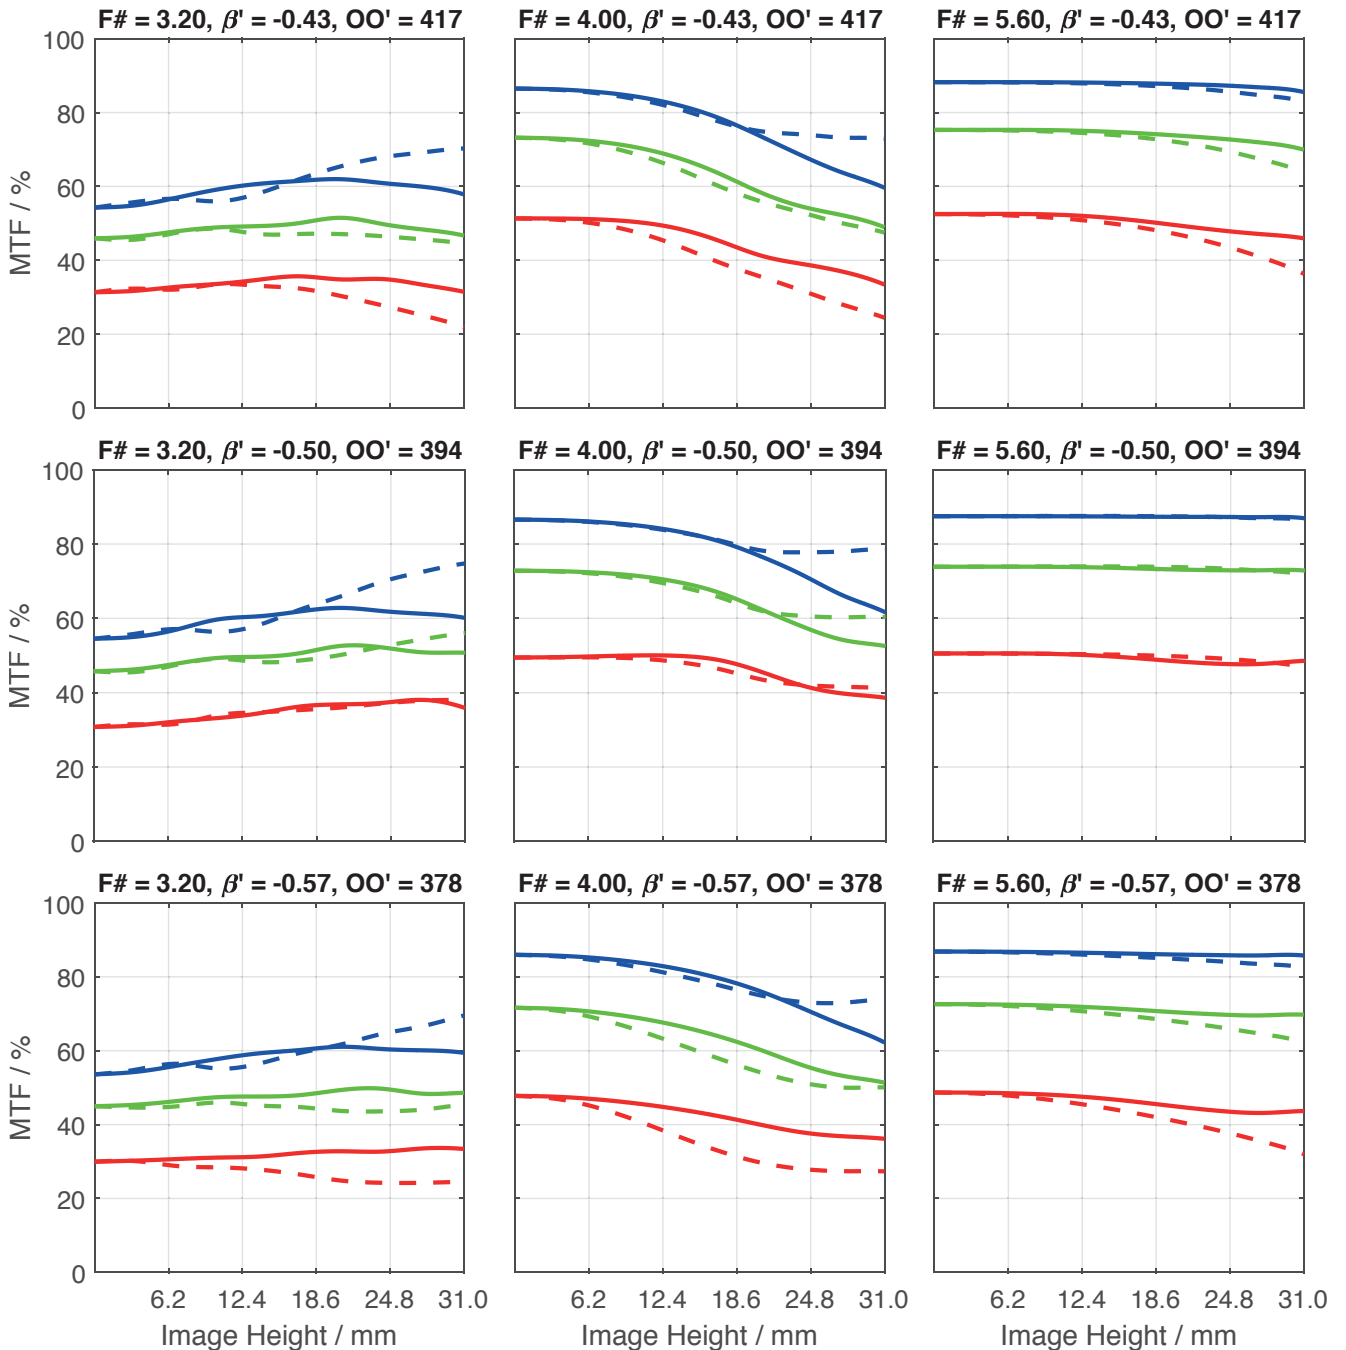 F# = 3.20, β' = -0.43, OO' = 417
F# = 4.00, β' = -0.43, OO' = 417
F# = 5.60, β' = -0.43, OO' = 417
100
80
60
40
20
0
MTF / %
F# = 3.20, β' = -0.50, OO' = 394
F# = 4.00, β' = -0.50, OO' = 394
F# = 5.60, β' = -0.50, OO' = 394
100
80
60
40
20
0
MTF / %
F# = 3.20, β' = -0.57, OO' = 378
F# = 4.00, β' = -0.57, OO' = 378
F# = 5.60, β' = -0.57, OO' = 378
100
80
60
40
20
0
MTF / %
6.2 12.4 18.6 24.8 31.0
6.2 12.4 18.6 24.8 31.0
6.2 12.4 18.6 24.8 31.0
Image Height / mm
Image Height / mm
Image Height / mm